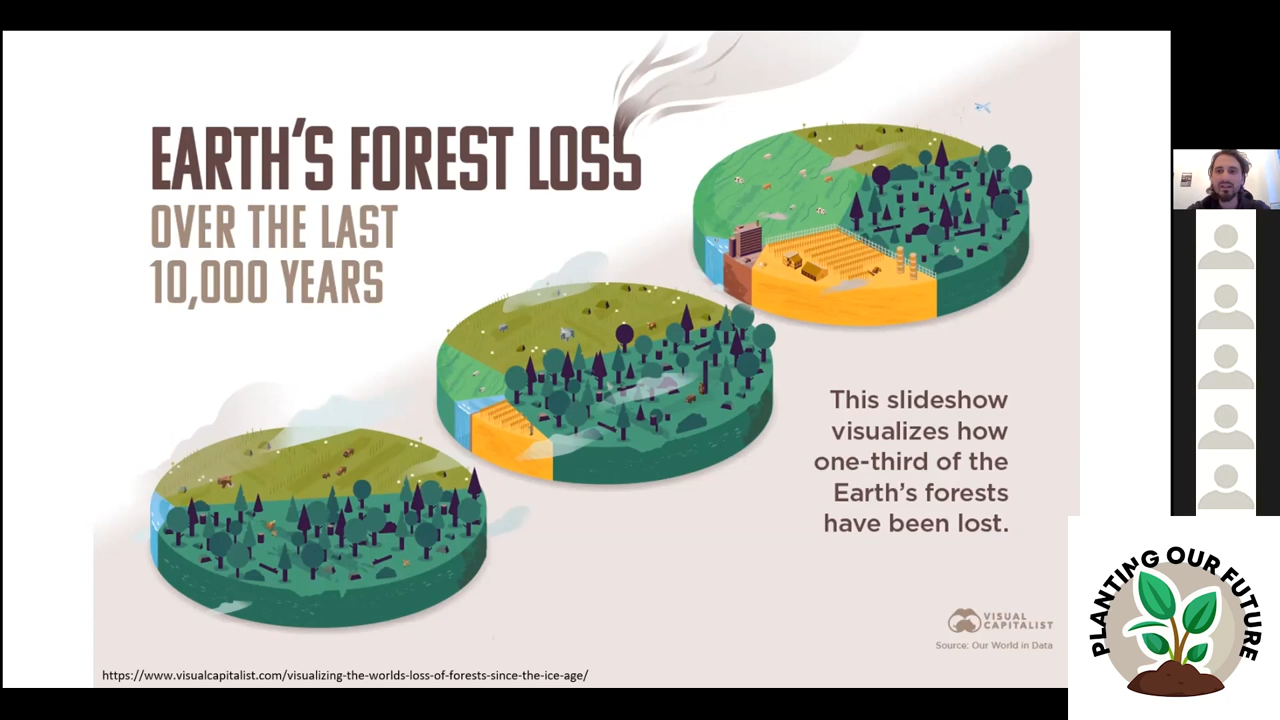 EARTH'S FOREST LOSS
OVER THE LAST
10,000 YEARS
This slideshow
visualizes how
one-third of the
Earth's forests
have been lost.
VISUAL
CAPITALIST
Source: Our World in Data
https://www.visualcapitalist.com/visualizing-the-worlds-loss-of-forests-since-the-ice-age/
PLANTING OUR FUTURE